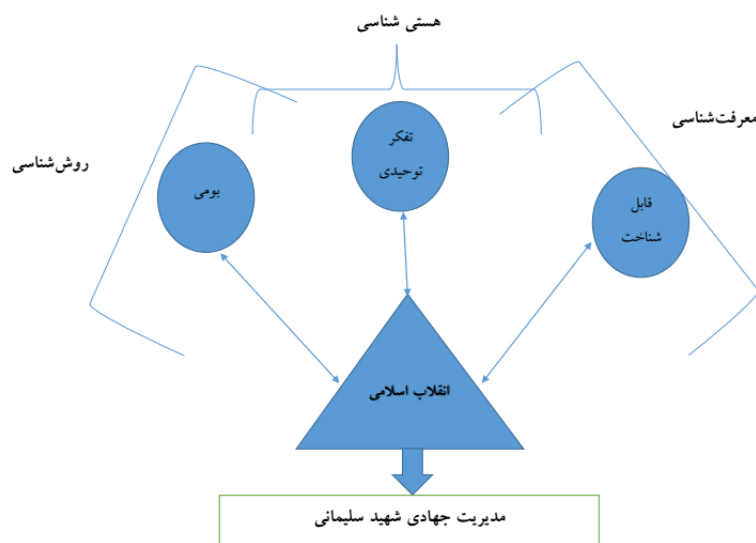 هستی شناسی
معرفت‌شناسی
روش‌شناسی
تفکر
توحیدی
بومی
قابل
شناخت
انقلاب اسلامی
مدیریت جهادی شهید سلیمانی